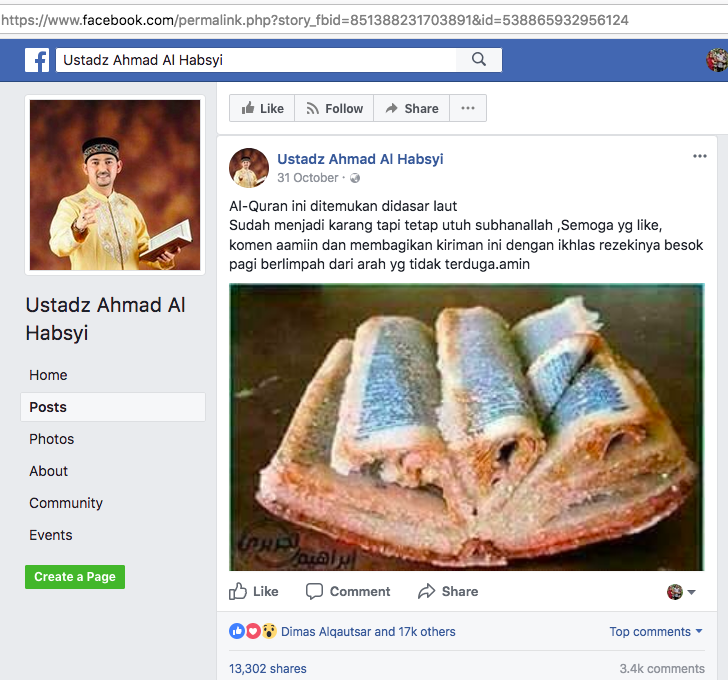 https://www.facebook.com/permalink.php?story_fbid=851388231703891&id=538865932956124
Ustadz Ahmad Al Habsyi
Like
Follow
Share
Ustadz Ahmad Al Habsyi
31 October ·
Al-Quran ini ditemukan didasar laut
Sudah menjadi karang tapi tetap utuh subhanallah ,Semoga yg like,
komen aamiin dan membagikan kiriman ini dengan ikhlas rezekinya besok
pagi berlimpah dari arah yg tidak terduga.amin
Ustadz Ahmad Al
Habsyi
Home
Posts
Photos
About
Community
Events
Create a Page
ابراهيم
Like
Comment
Share
Dimas Alqautsar and 17k others
Top comments
13,302 shares
3.4k comments